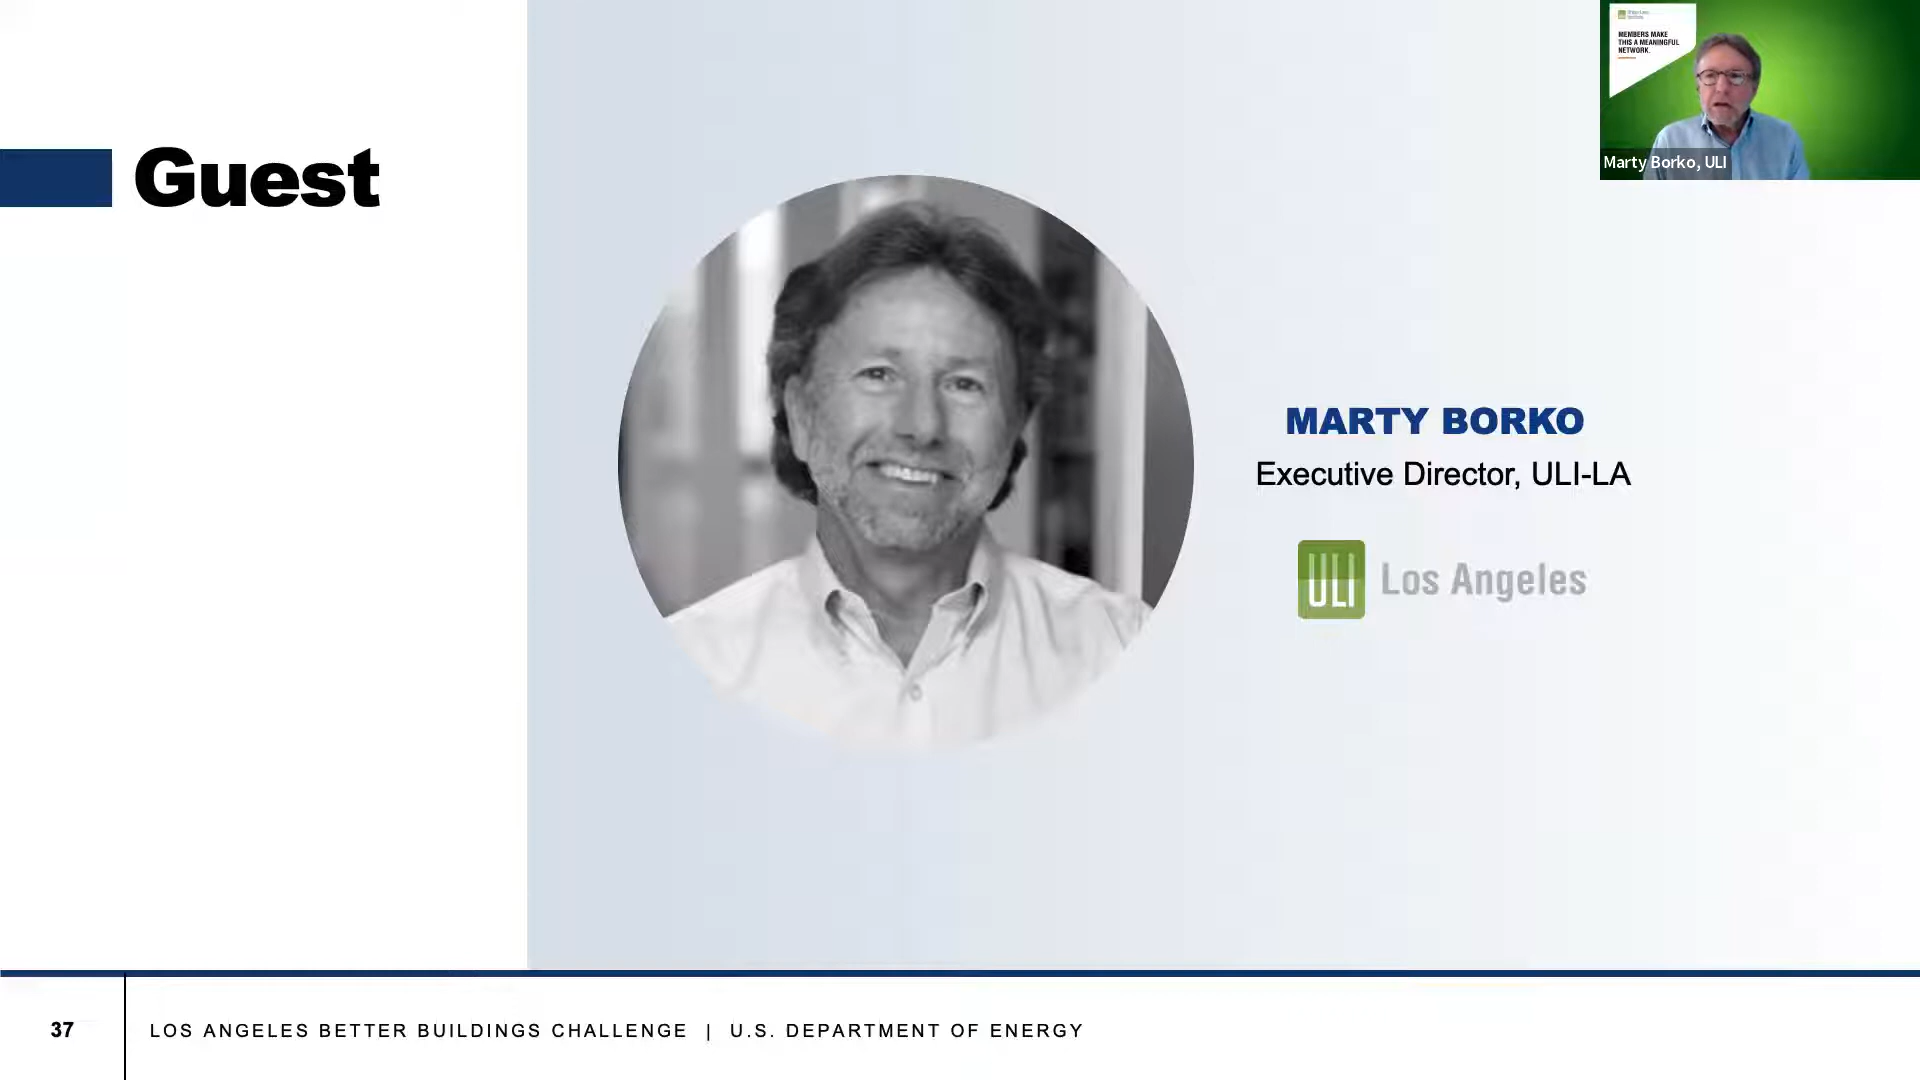 Guest
MEMBERS MAKE
THIS A MEANINGFUL
NETWORK.
Marty Borko, ULI
MARTY BORKO
Executive Director, ULI-LA
ULI Los Angeles
37
LOS ANGELES BETTER BUILDINGS CHALLENGE | U.S. DEPARTMENT OF ENERGY